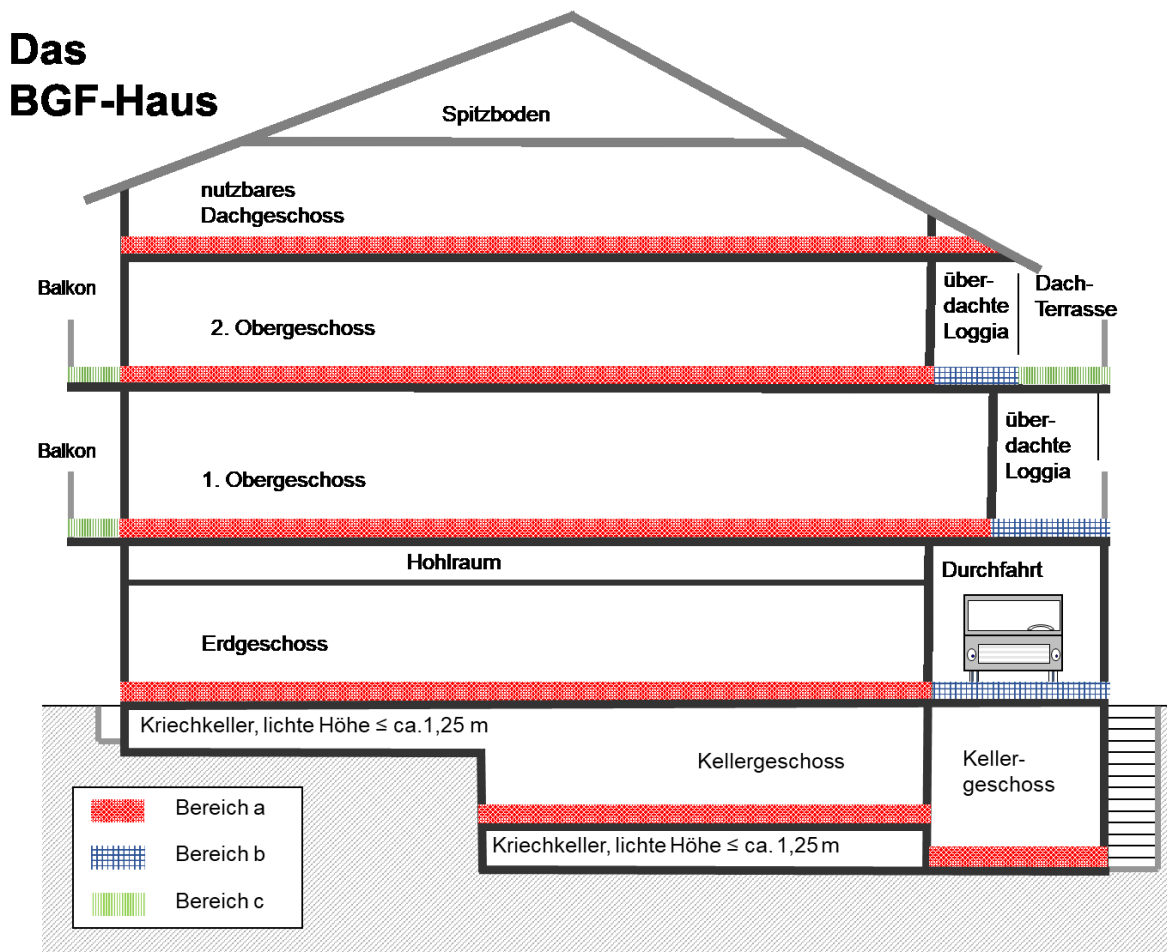 Das
BGF-Haus
Spitzboden
nutzbares
Dachgeschoss
Balkon
2. Obergeschoss
über-
dachte
Loggia
Dach-
Terrasse
Balkon
1. Obergeschoss
über-
dachte
Loggia
Hohlraum
Durchfahrt
Erdgeschoss
Kriechkeller, lichte Höhe ≤ ca. 1,25 m
Kellergeschoss
Keller-
geschoss
Kriechkeller, lichte Höhe ≤ ca. 1,25 m
Bereich a
Bereich b
Bereich c